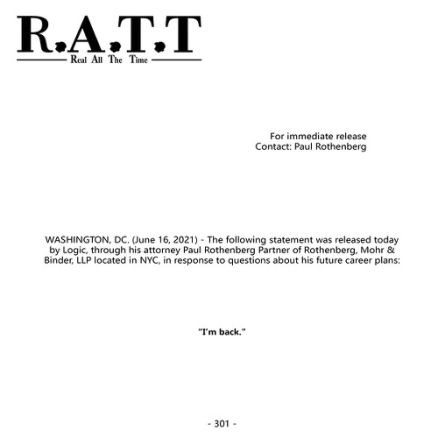 R.A.T.T
Real All The Time
For immediate release
Contact: Paul Rothenberg
WASHINGTON, DC. (June 16, 2021) - The following statement was released today
by Logic, through his attorney Paul Rothenberg Partner of Rothenberg, Mohr &
Binder, LLP located in NYC, in response to questions about his future career plans:
"I'm back."
- 301 -